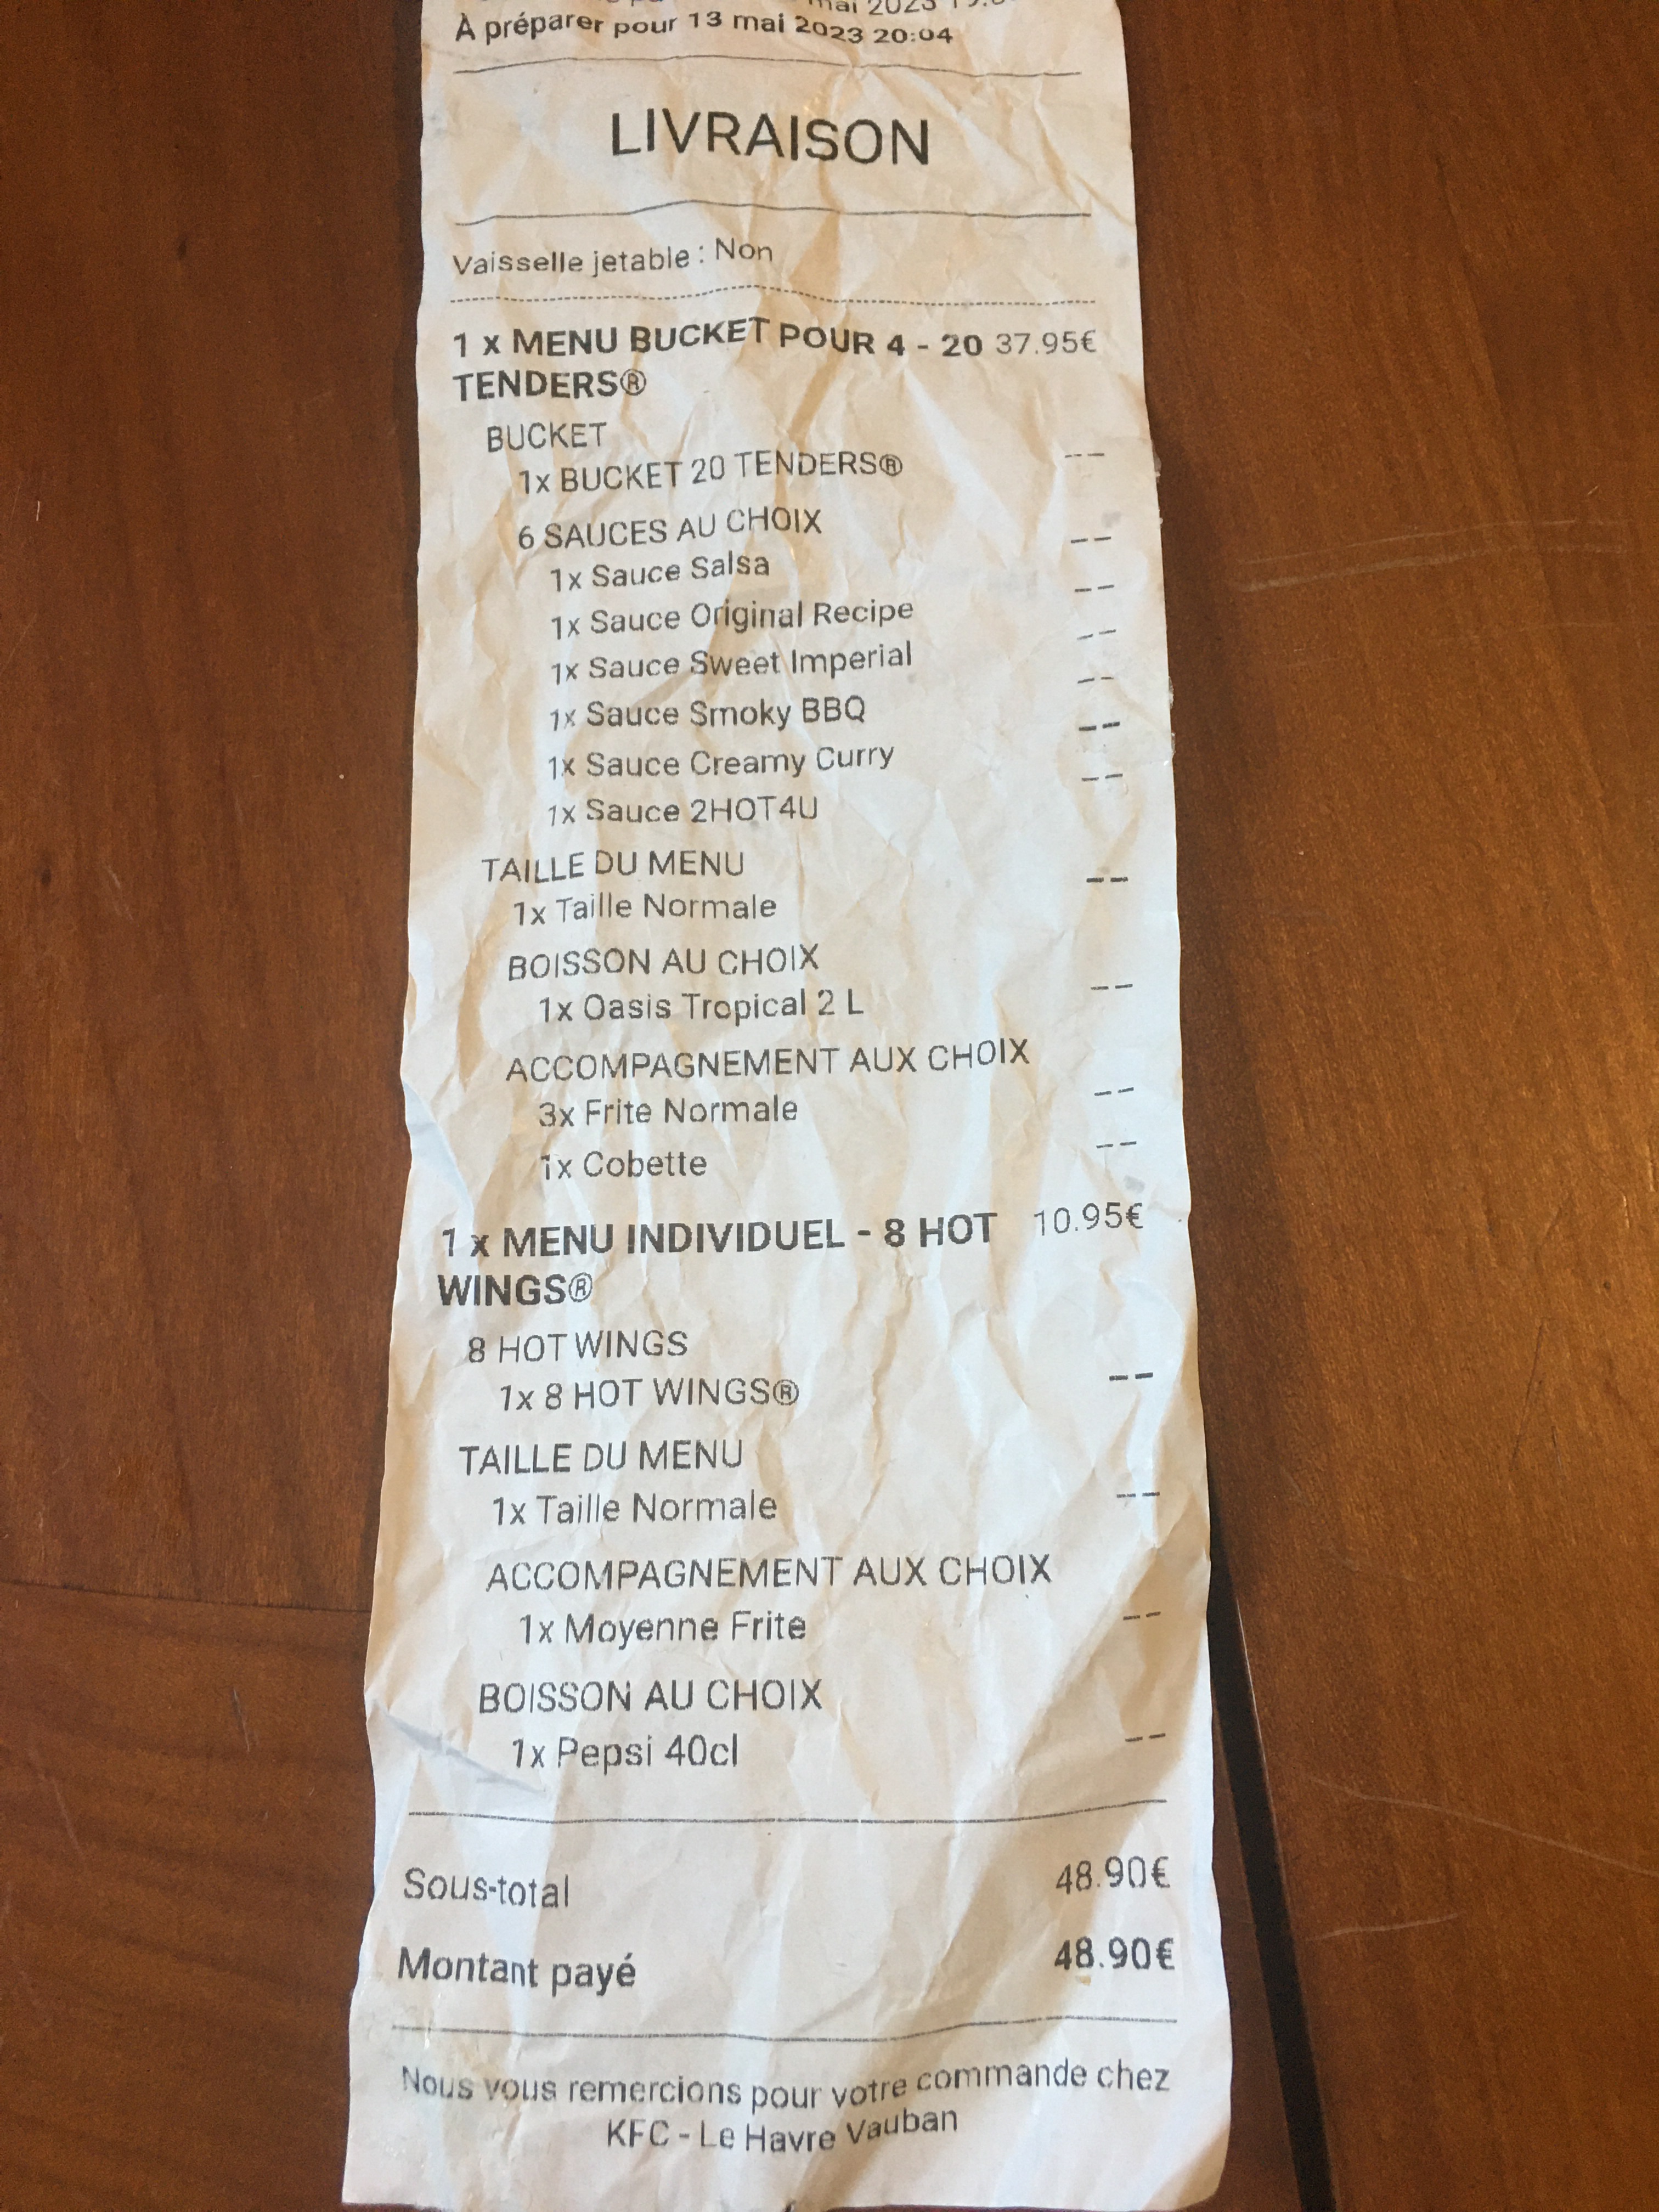 mai 2023
À préparer pour 13 mai 2023 20:04
LIVRAISON
Vaisselle jetable : Non
1 x MENU BUCKET POUR 4 - 20 37.95€
TENDERS®
BUCKET
1x BUCKET 20 TENDERS® --
6 SAUCES AU CHOIX
1x Sauce Salsa --
1x Sauce Original Recipe --
1x Sauce Sweet Imperial --
1x Sauce Smoky BBQ --
1x Sauce Creamy Curry --
1x Sauce 2HOT4U --
TAILLE DU MENU
1x Taille Normale --
BOISSON AU CHOIX
1x Oasis Tropical 2 L --
ACCOMPAGNEMENT AUX CHOIX
3x Frite Normale --
1x Cobette --
1 x MENU INDIVIDUEL - 8 HOT 10.95€
WINGS®
8 HOT WINGS
1x 8 HOT WINGS® --
TAILLE DU MENU
1x Taille Normale --
ACCOMPAGNEMENT AUX CHOIX
1x Moyenne Frite --
BOISSON AU CHOIX
1x Pepsi 40cl --
Sous-total 48.90€
Montant payé 48.90€
Nous vous remercions pour votre commande chez
KFC - Le Havre Vauban